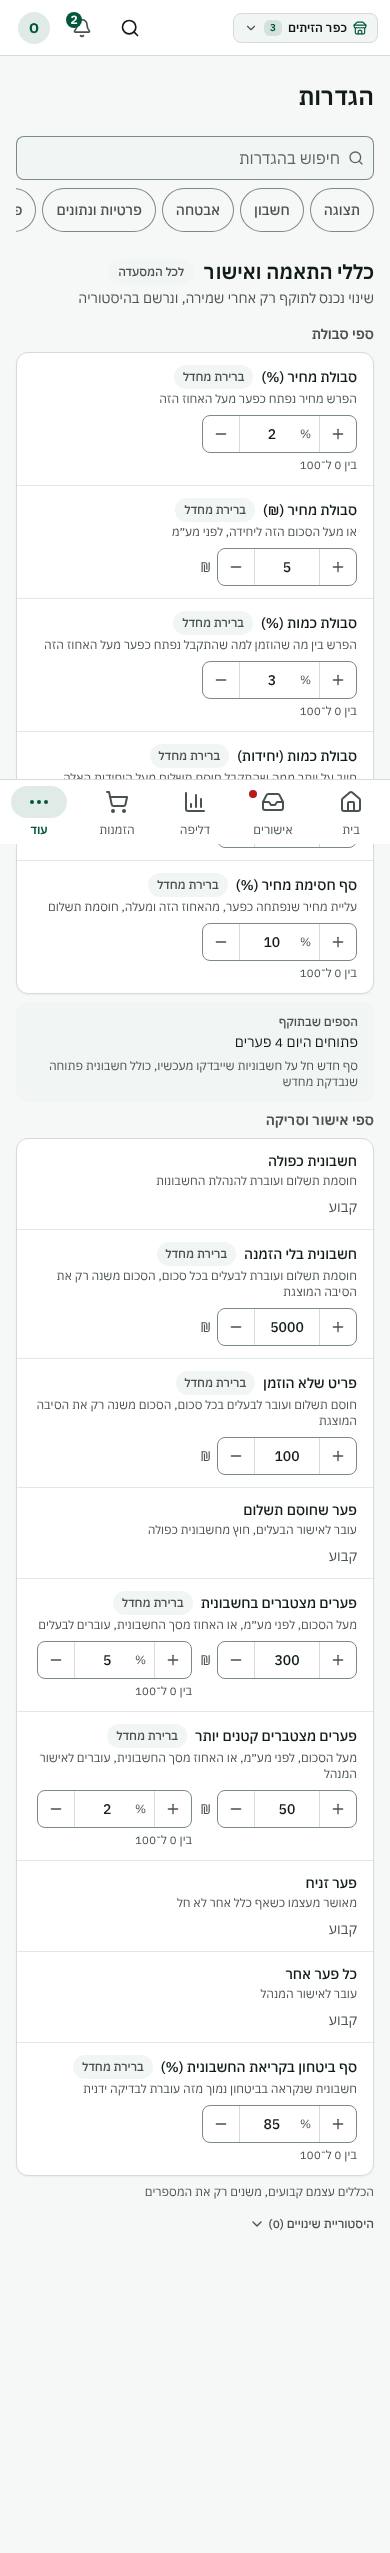 כפר הזיתים 3
2
O
הגדרות
חיפוש בהגדרות
תצוגה
חשבון
אבטחה
פרטיות ונתונים
כללי התאמה ואישור לכל המסעדה
שינוי נכנס לתוקף רק אחרי שמירה, ונרשם בהיסטוריה
ספי סבולת
סבולת מחיר (%) ברירת מחדל
הפרש מחיר נפתח כפער מעל האחוז הזה
+ % 2 −
בין 0 ל־100
סבולת מחיר (₪) ברירת מחדל
או מעל הסכום הזה ליחידה, לפני מע״מ
+ 5 − ₪
סבולת כמות (%) ברירת מחדל
הפרש בין מה שהוזמן למה שהתקבל נפתח כפער מעל האחוז הזה
+ % 3 −
בין 0 ל־100
סבולת כמות (יחידות) ברירת מחדל
בית
אישורים
דליפה
הזמנות
עוד
סף חסימת מחיר (%) ברירת מחדל
עליית מחיר שנפתחה כפער, מהאחוז הזה ומעלה, חוסמת תשלום
+ % 10 −
בין 0 ל־100
הספים שבתוקף
פתוחים היום 4 פערים
סף חדש חל על חשבוניות שייבדקו מעכשיו, כולל חשבונית פתוחה
שנבדקת מחדש
ספי אישור וסריקה
חשבונית כפולה
חוסמת תשלום ועוברת להנהלת החשבונות
קבוע
חשבונית בלי הזמנה ברירת מחדל
חוסמת תשלום ועוברת לבעלים בכל סכום, הסכום משנה רק את
הסיבה המוצגת
+ 5000 − ₪
פריט שלא הוזמן ברירת מחדל
חוסם תשלום ועובר לבעלים בכל סכום, הסכום משנה רק את הסיבה
המוצגת
+ 100 − ₪
פער שחוסם תשלום
עובר לאישור הבעלים, חוץ מחשבונית כפולה
קבוע
פערים מצטברים בחשבונית ברירת מחדל
מעל הסכום, לפני מע״מ, או האחוז מסך החשבונית, עוברים לבעלים
+ 300 − ₪ + % 5 −
בין 0 ל־100
פערים מצטברים קטנים יותר ברירת מחדל
מעל הסכום, לפני מע״מ, או האחוז מסך החשבונית, עוברים לאישור
המנהל
+ 50 − ₪ + % 2 −
בין 0 ל־100
פער זניח
מאושר מעצמו כשאף כלל אחר לא חל
קבוע
כל פער אחר
עובר לאישור המנהל
קבוע
סף ביטחון בקריאת החשבונית (%) ברירת מחדל
חשבונית שנקראה בביטחון נמוך מזה עוברת לבדיקה ידנית
+ % 85 −
בין 0 ל־100
הכללים עצמם קבועים, משנים רק את המספרים
היסטוריית שינויים (0)